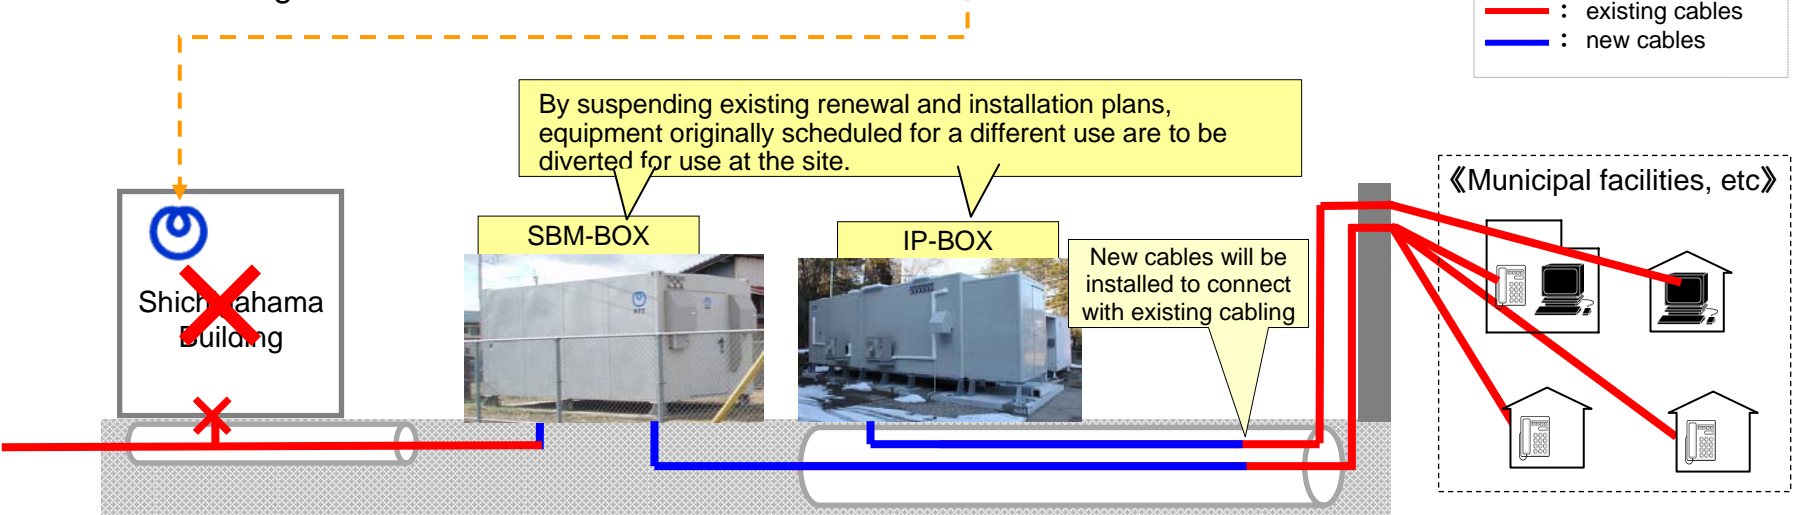 : existing cables
: new cables
By suspending existing renewal and installation plans,
equipment originally scheduled for a different use are to be
diverted for use at the site.
《Municipal facilities, etc》
SBM-BOX
IP-BOX
New cables will be
installed to connect
with existing cabling
Building